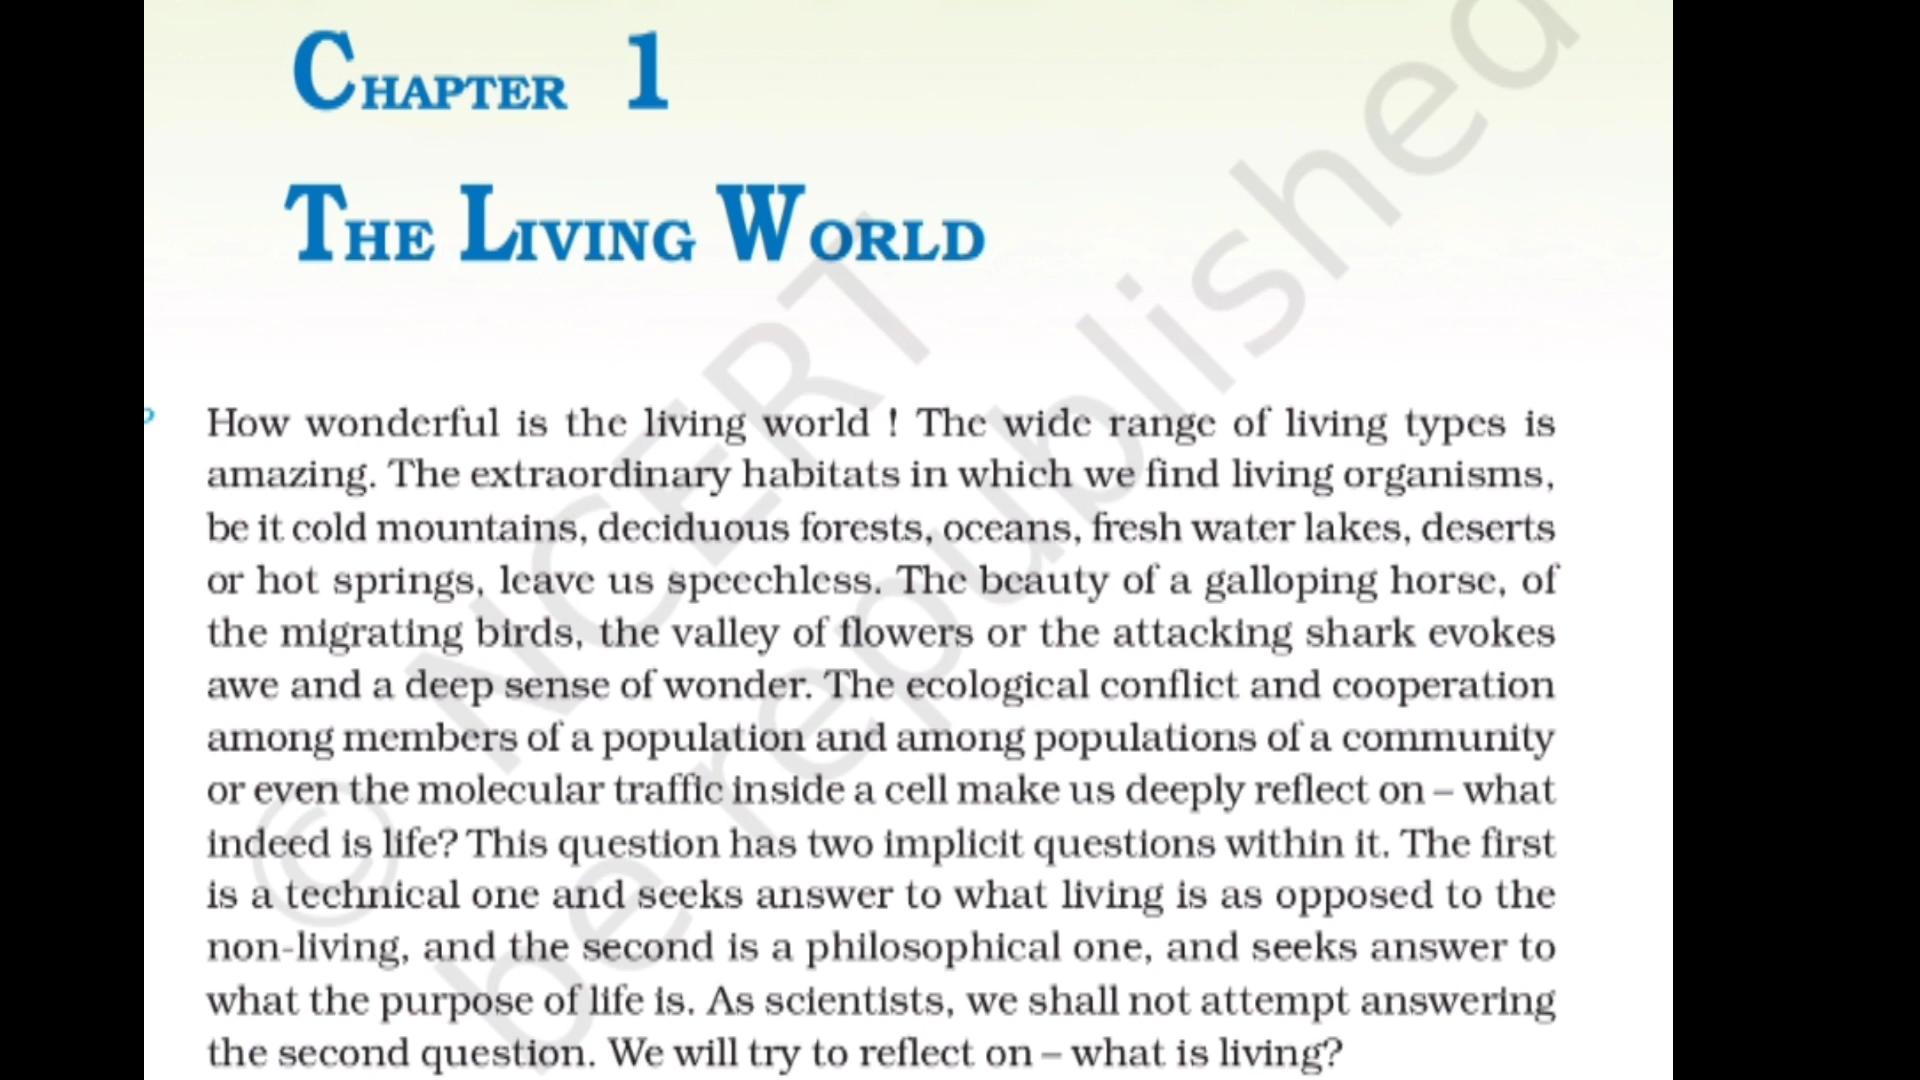 CHAPTER 1
THE LIVING WORLD
How wonderful is the living world ! The wide range of living types is
amazing. The extraordinary habitats in which we find living organisms,
be it cold mountains, deciduous forests, oceans, fresh water lakes, deserts
or hot springs, leave us speechless. The beauty of a galloping horse, of
the migrating birds, the valley of flowers or the attacking shark evokes
awe and a deep sense of wonder. The ecological conflict and cooperation
among members of a population and among populations of a community
or even the molecular traffic inside a cell make us deeply reflect on – what
indeed is life? This question has two implicit questions within it. The first
is a technical one and seeks answer to what living is as opposed to the
non-living, and the second is a philosophical one, and seeks answer to
what the purpose of life is. As scientists, we shall not attempt answering
the second question. We will try to reflect on – what is living?
© NCERT
be republished